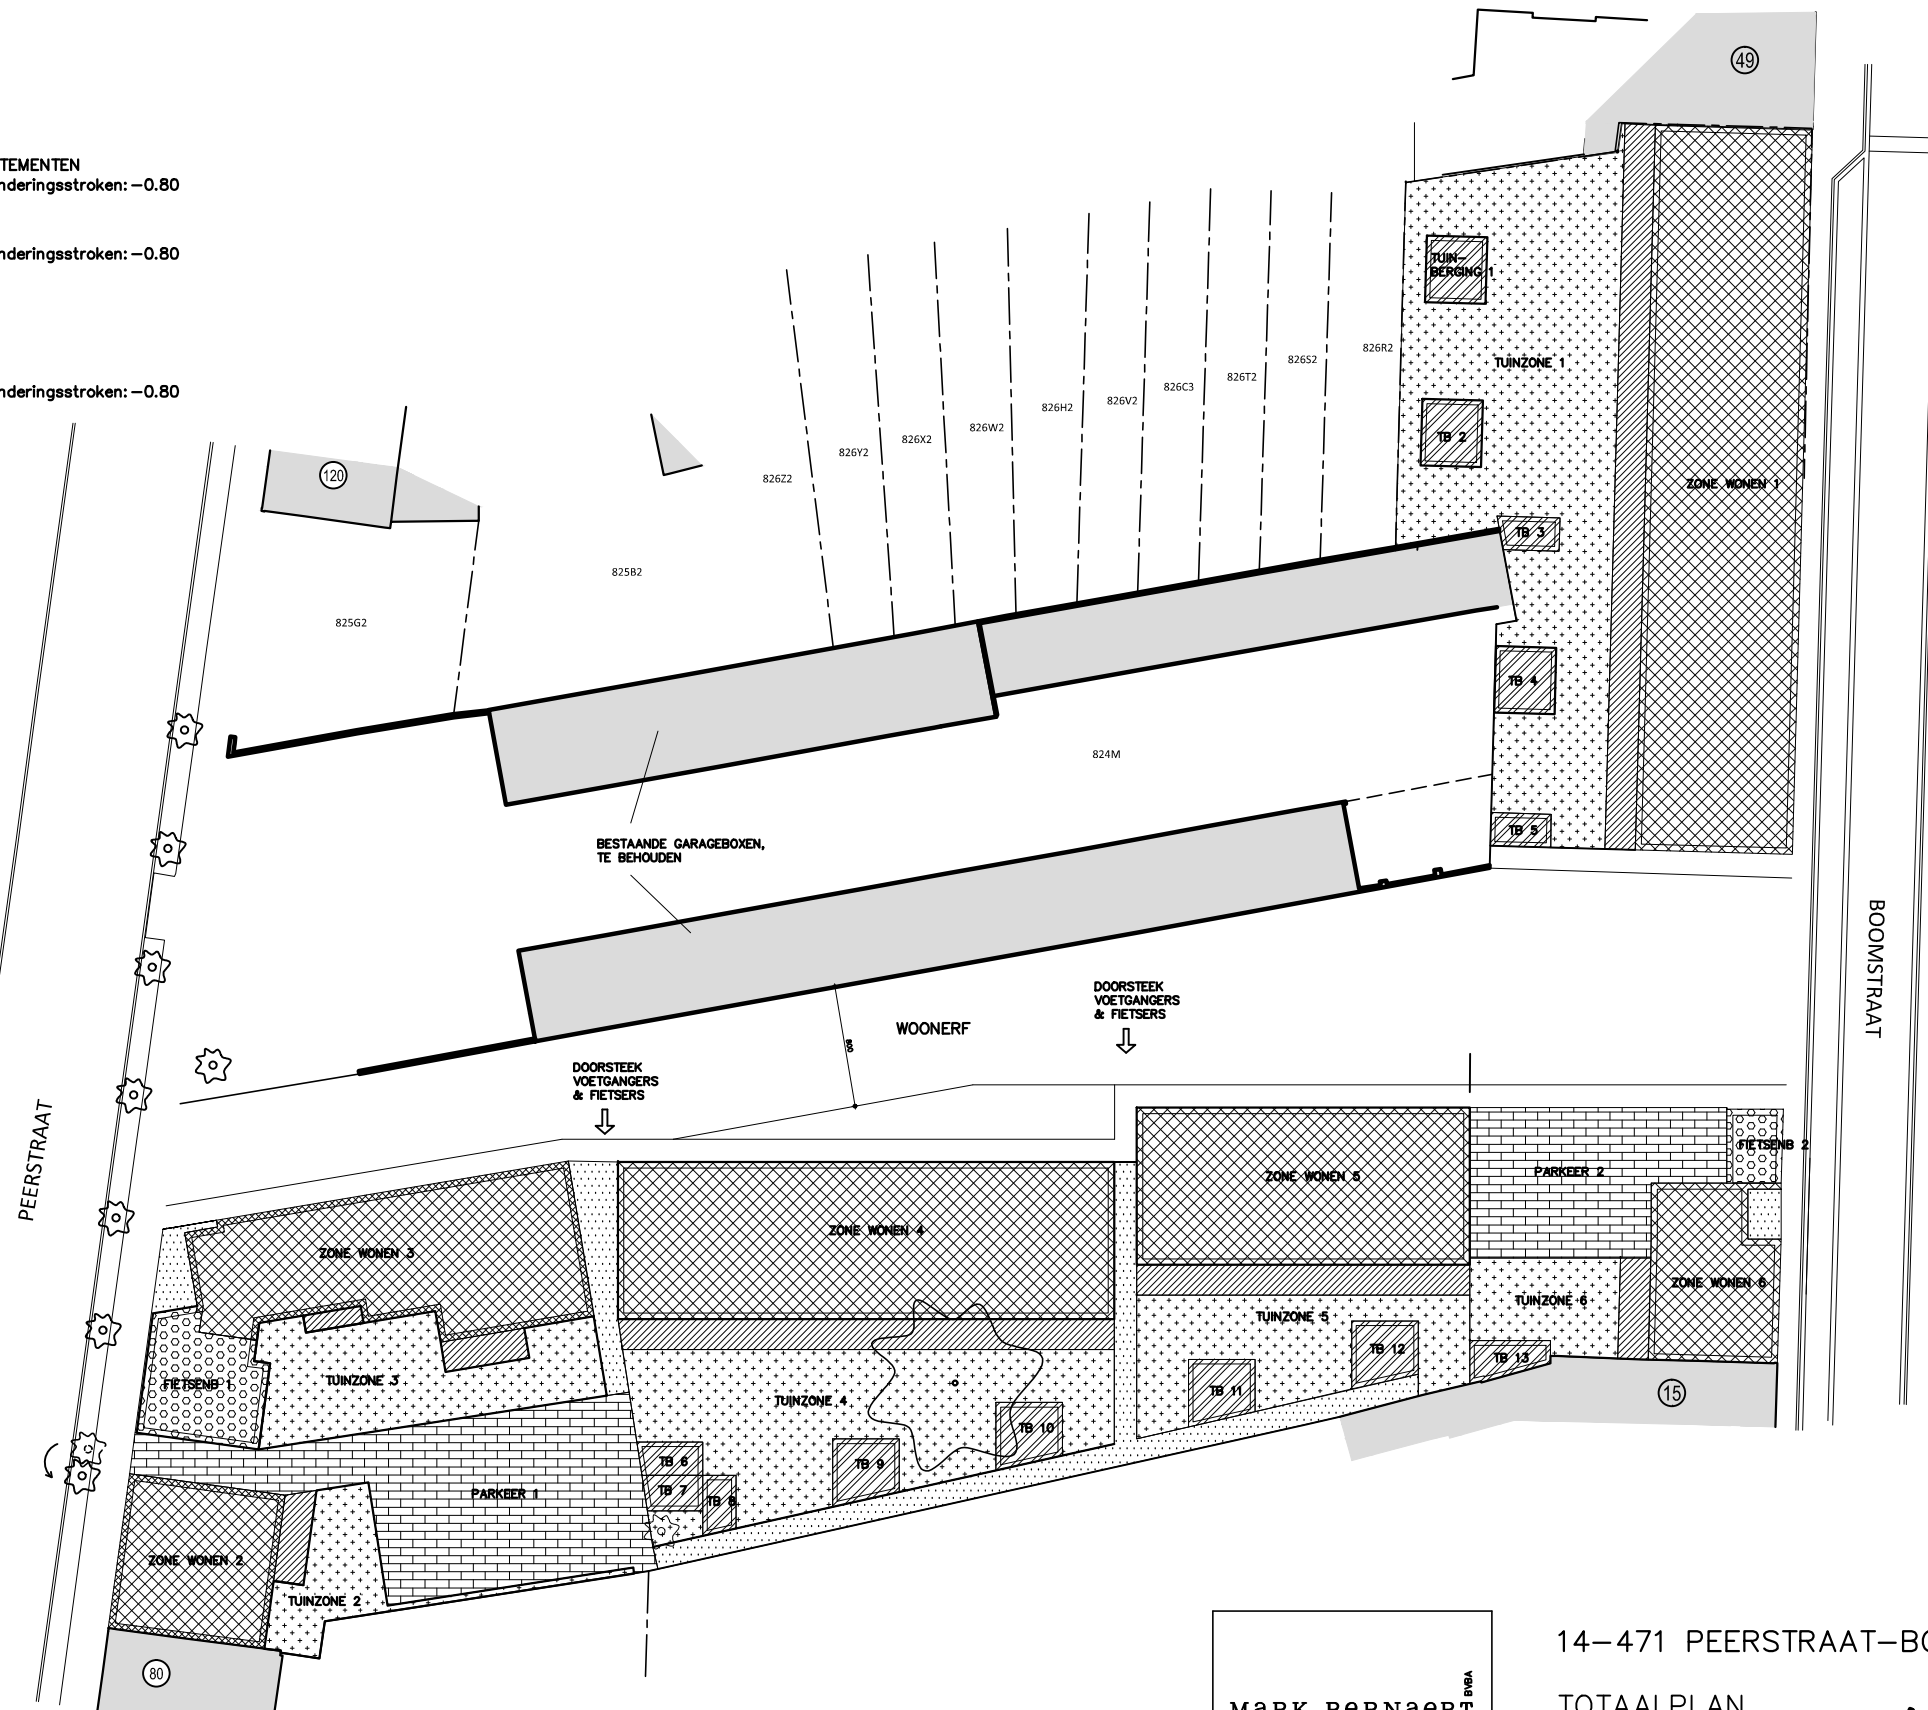 TEMENTEN
nderingsstroken: -0.80
nderingsstroken: -0.80
nderingsstroken: -0.80
49
TUIN-
BERGING 1
TUINZONE 1
TB 2
ZONE WONEN 1
TB 3
TB 4
TB 5
120
826Z2
826Y2
826X2
826W2
826H2
826V2
826C3
826T2
826S2
826R2
825B2
825G2
824M
BESTAANDE GARAGEBOXEN,
TE BEHOUDEN
BOOMSTRAAT
PEERSTRAAT
WOONERF
800
DOORSTEEK
VOETGANGERS
& FIETSERS
DOORSTEEK
VOETGANGERS
& FIETSERS
ZONE WONEN 3
ZONE WONEN 4
ZONE WONEN 5
PARKEER 2
FIETSENB 2
ZONE WONEN 6
TUINZONE 6
TUINZONE 5
TB 12
TB 13
TB 11
15
FIETSENB 1
TUINZONE 3
TUINZONE 4
TB 10
TB 9
TB 6
TB 7
TB 8
PARKEER 1
ZONE WONEN 2
TUINZONE 2
80
MARK BERNAERT
BVBA
14-471 PEERSTRAAT-BO
TOTAALPLAN